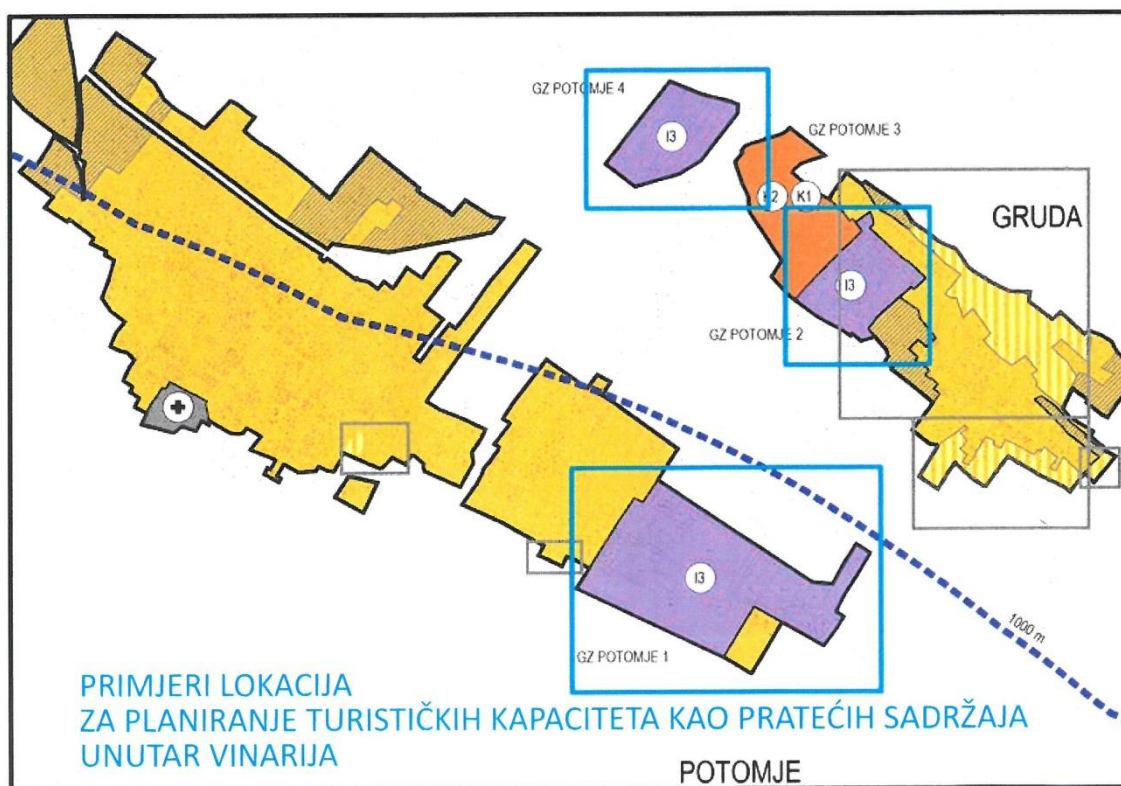 GZ POTOMJE 4
I3
GZ POTOMJE 3
K2
K1
GRUDA
I3
GZ POTOMJE 2
I3
1000 m
GZ POTOMJE 1
PRIMJERI LOKACIJA
ZA PLANIRANJE TURISTIČKIH KAPACITETA KAO PRATEĆIH SADRŽAJA
UNUTAR VINARIJA
POTOMJE